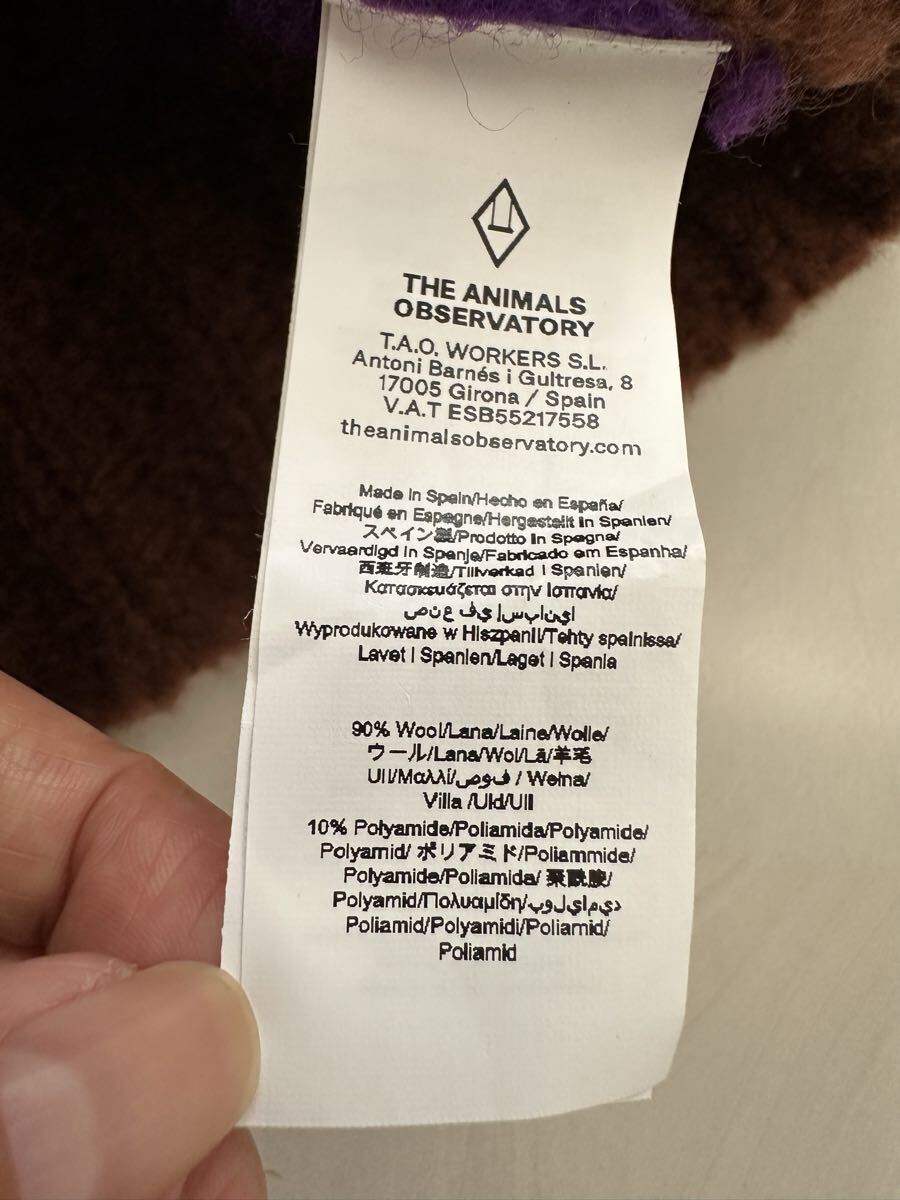 THE ANIMALS
OBSERVATORY
T.A.O. WORKERS S.L.
Antoni Barnés i Gultresa, 8
17005 Girona / Spain
V.A.T ESB55217558
theanimalsobservatory.com
Made in Spain/Hecho en España/
Fabriqué en Espegne/Hergestellt in Spanien/
スペイン製/Prodotto in Spagna/
Vervaardigd in Spanje/Fabricado em Espanha/
西班牙制造/Tillverkad i Spanien/
Κατασκευάζεται στην Ισπανία/
صنع في إسبانيا
Wyprodukowane w Hiszpanii/Tehty spainissa/
Lavet i Spanien/Laget i Spania
90% Wool/Lana/Laine/Wolle/
ウール/Lana/Wol/Lã/羊毛
Ull/Μαλλί/صوف / Wełna/
Villa /Uld/Ull
10% Polyamide/Poliamida/Polyamide/
Polyamid/ ポリアミド/Poliammide/
Polyamide/Poliamida/ 聚酰胺/
Polyamid/Πολυαμίδη/بوليأميد
Poliamid/Polyamidi/Poliamid/
Poliamid